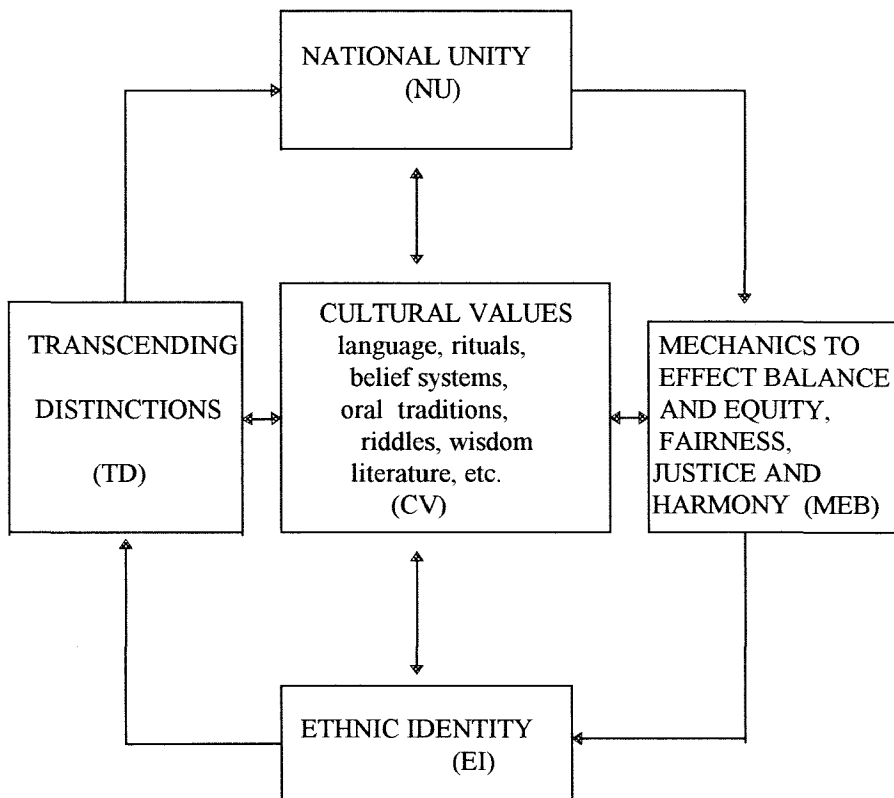 NATIONAL UNITY
(NU)
TRANSCENDING
DISTINCTIONS
(TD)
CULTURAL VALUES
language, rituals,
belief systems,
oral traditions,
riddles, wisdom
literature, etc.
(CV)
MECHANICS TO
EFFECT BALANCE
AND EQUITY,
FAIRNESS,
JUSTICE AND
HARMONY (MEB)
ETHNIC IDENTITY
(EI)